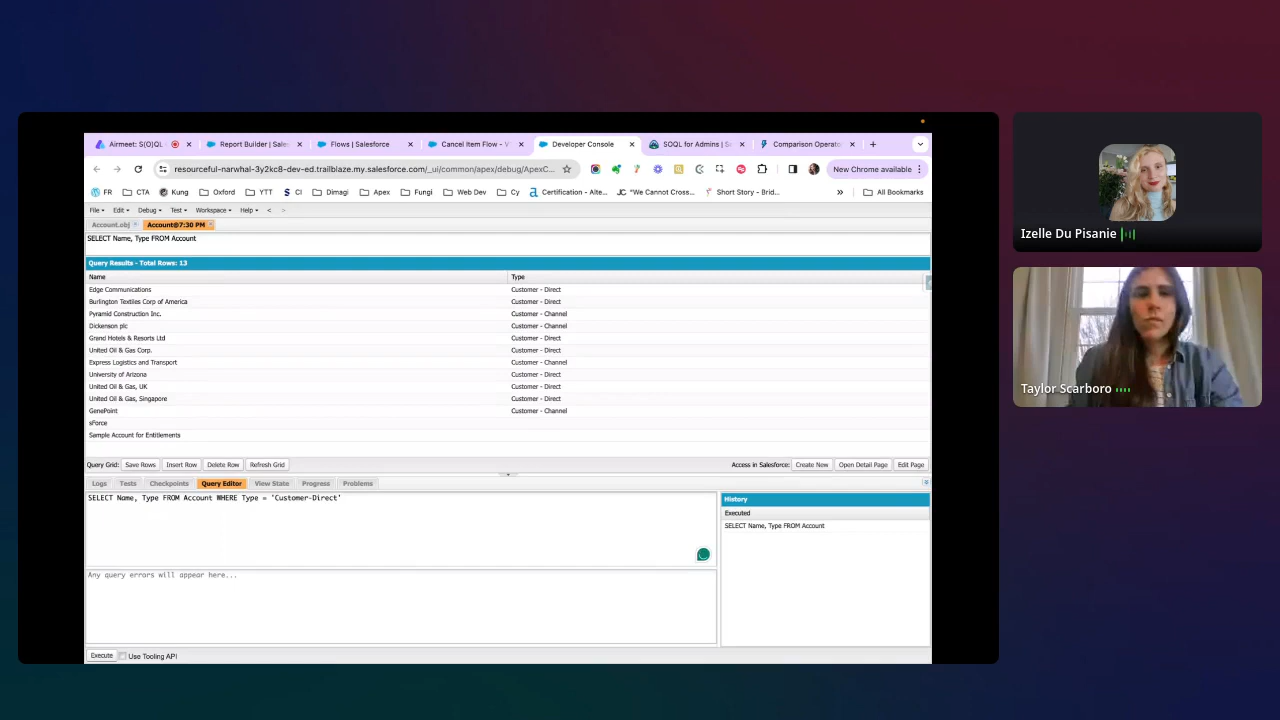 Airmeet: S(O)QL
Report Builder | Salesforc
Flows | Salesforce
Cancel Item Flow - V
Developer Console
SOQL for Admins | Sa
Comparison Operato
resourceful-narwhal-3y2kc8-dev-ed.trailblaze.my.salesforce.com/_ui/common/apex/debug/ApexC...
New Chrome available
FR
CTA
Kung
Oxford
YTT
CI
Dimagi
Apex
Fungi
Web Dev
Cy
Certification - Alte...
"We Cannot Cross...
Short Story - Brid...
»
All Bookmarks
File
Edit
Debug
Test
Workspace
Help
<
>
Account.obj
Account@7:30 PM
SELECT Name, Type FROM Account
Query Results - Total Rows: 13
Name Type
Edge Communications Customer - Direct
Burlington Textiles Corp of America Customer - Direct
Pyramid Construction Inc. Customer - Channel
Dickenson plc Customer - Channel
Grand Hotels & Resorts Ltd Customer - Direct
United Oil & Gas Corp. Customer - Direct
Express Logistics and Transport Customer - Channel
University of Arizona Customer - Direct
United Oil & Gas, UK Customer - Direct
United Oil & Gas, Singapore Customer - Direct
GenePoint Customer - Channel
sForce
Sample Account for Entitlements
Query Grid: Save Rows Insert Row Delete Row Refresh Grid
Access in Salesforce: Create New Open Detail Page Edit Page
Logs Tests Checkpoints Query Editor View State Progress Problems
SELECT Name, Type FROM Account WHERE Type = 'Customer-Direct'
Any query errors will appear here...
History
Executed
SELECT Name, Type FROM Account
Execute
Use Tooling API
Izelle Du Pisanie
Taylor Scarboro